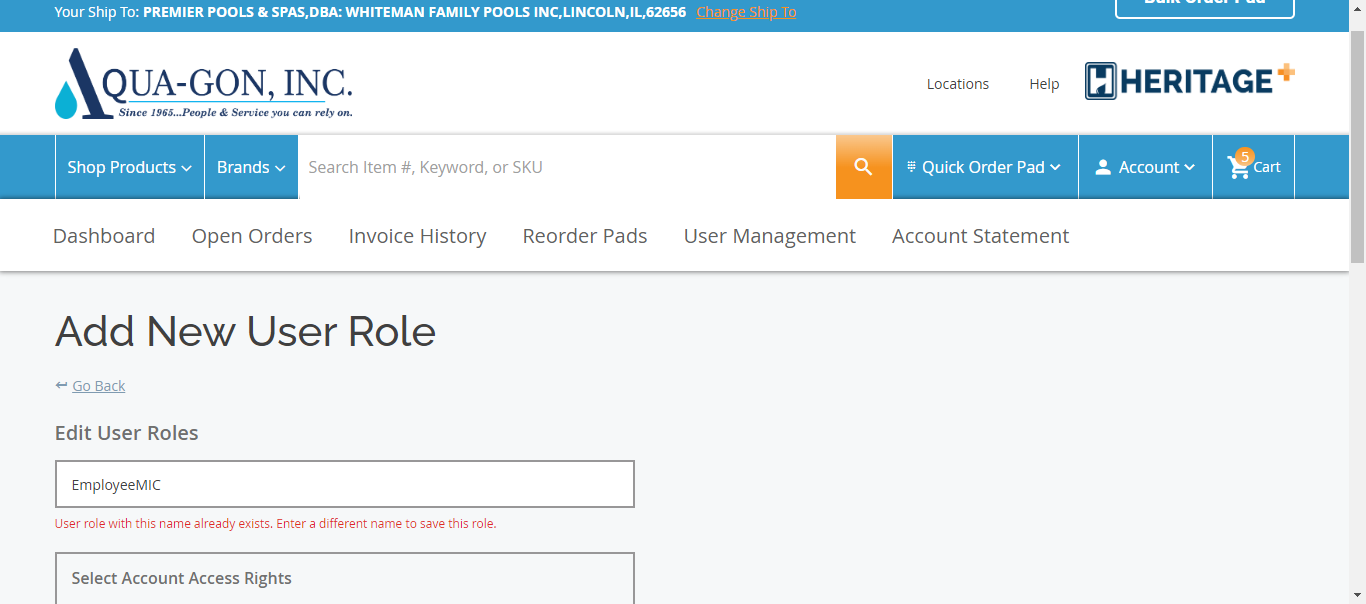 Your Ship To: PREMIER POOLS & SPAS,DBA: WHITEMAN FAMILY POOLS INC,LINCOLN,IL,62656 Change Ship To
Bulk Order Pad
AQUA-GON, INC.
Since 1965...People & Service you can rely on.
Locations Help H HERITAGE+
Shop Products Brands Search Item #, Keyword, or SKU Quick Order Pad Account 5 Cart
Dashboard Open Orders Invoice History Reorder Pads User Management Account Statement
Add New User Role
Go Back
Edit User Roles
EmployeeMIC
User role with this name already exists. Enter a different name to save this role.
Select Account Access Rights